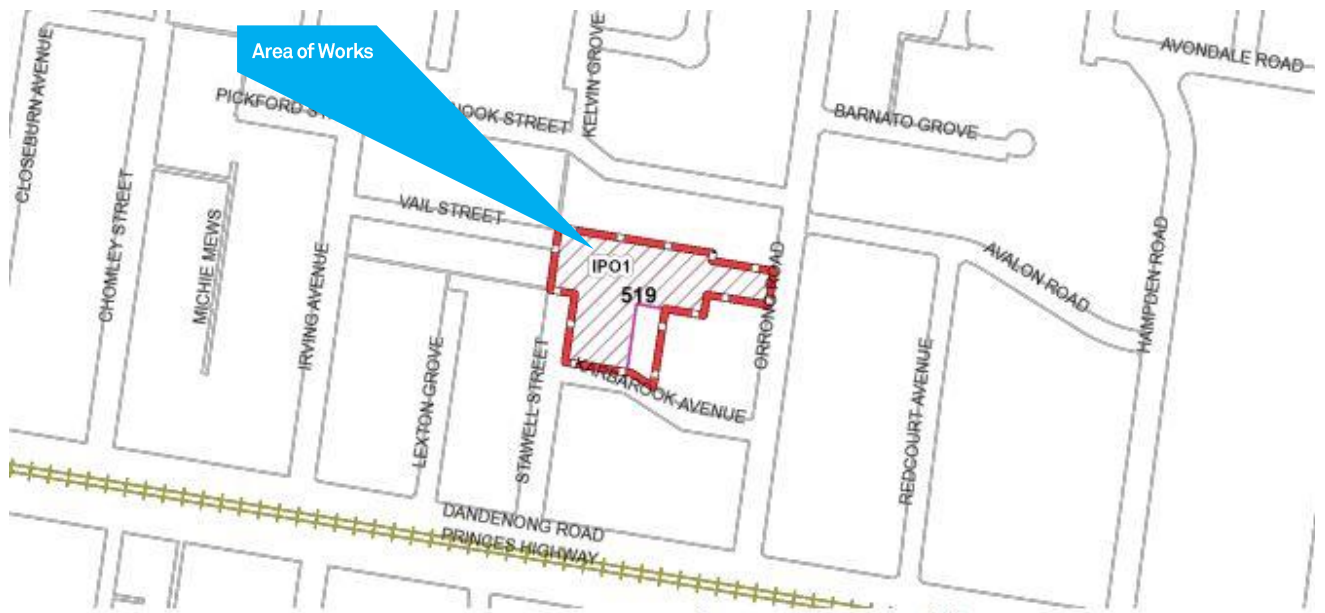 Area of Works
CLOSEBURN AVENUE
CHOMLEY STREET
MICHIE MEWS
PICKFORD
NOOK STREET
KELVIN GROVE
AVONDALE ROAD
BARNATO GROVE
VAIL STREET
IRVING AVENUE
IPO1
519
ORRONG ROAD
AVALON ROAD
HAMPDEN ROAD
LEXTON GROVE
STAWELL STREET
KARBAROOK AVENUE
REDCOURT AVENUE
DANDENONG ROAD
PRINCES HIGHWAY